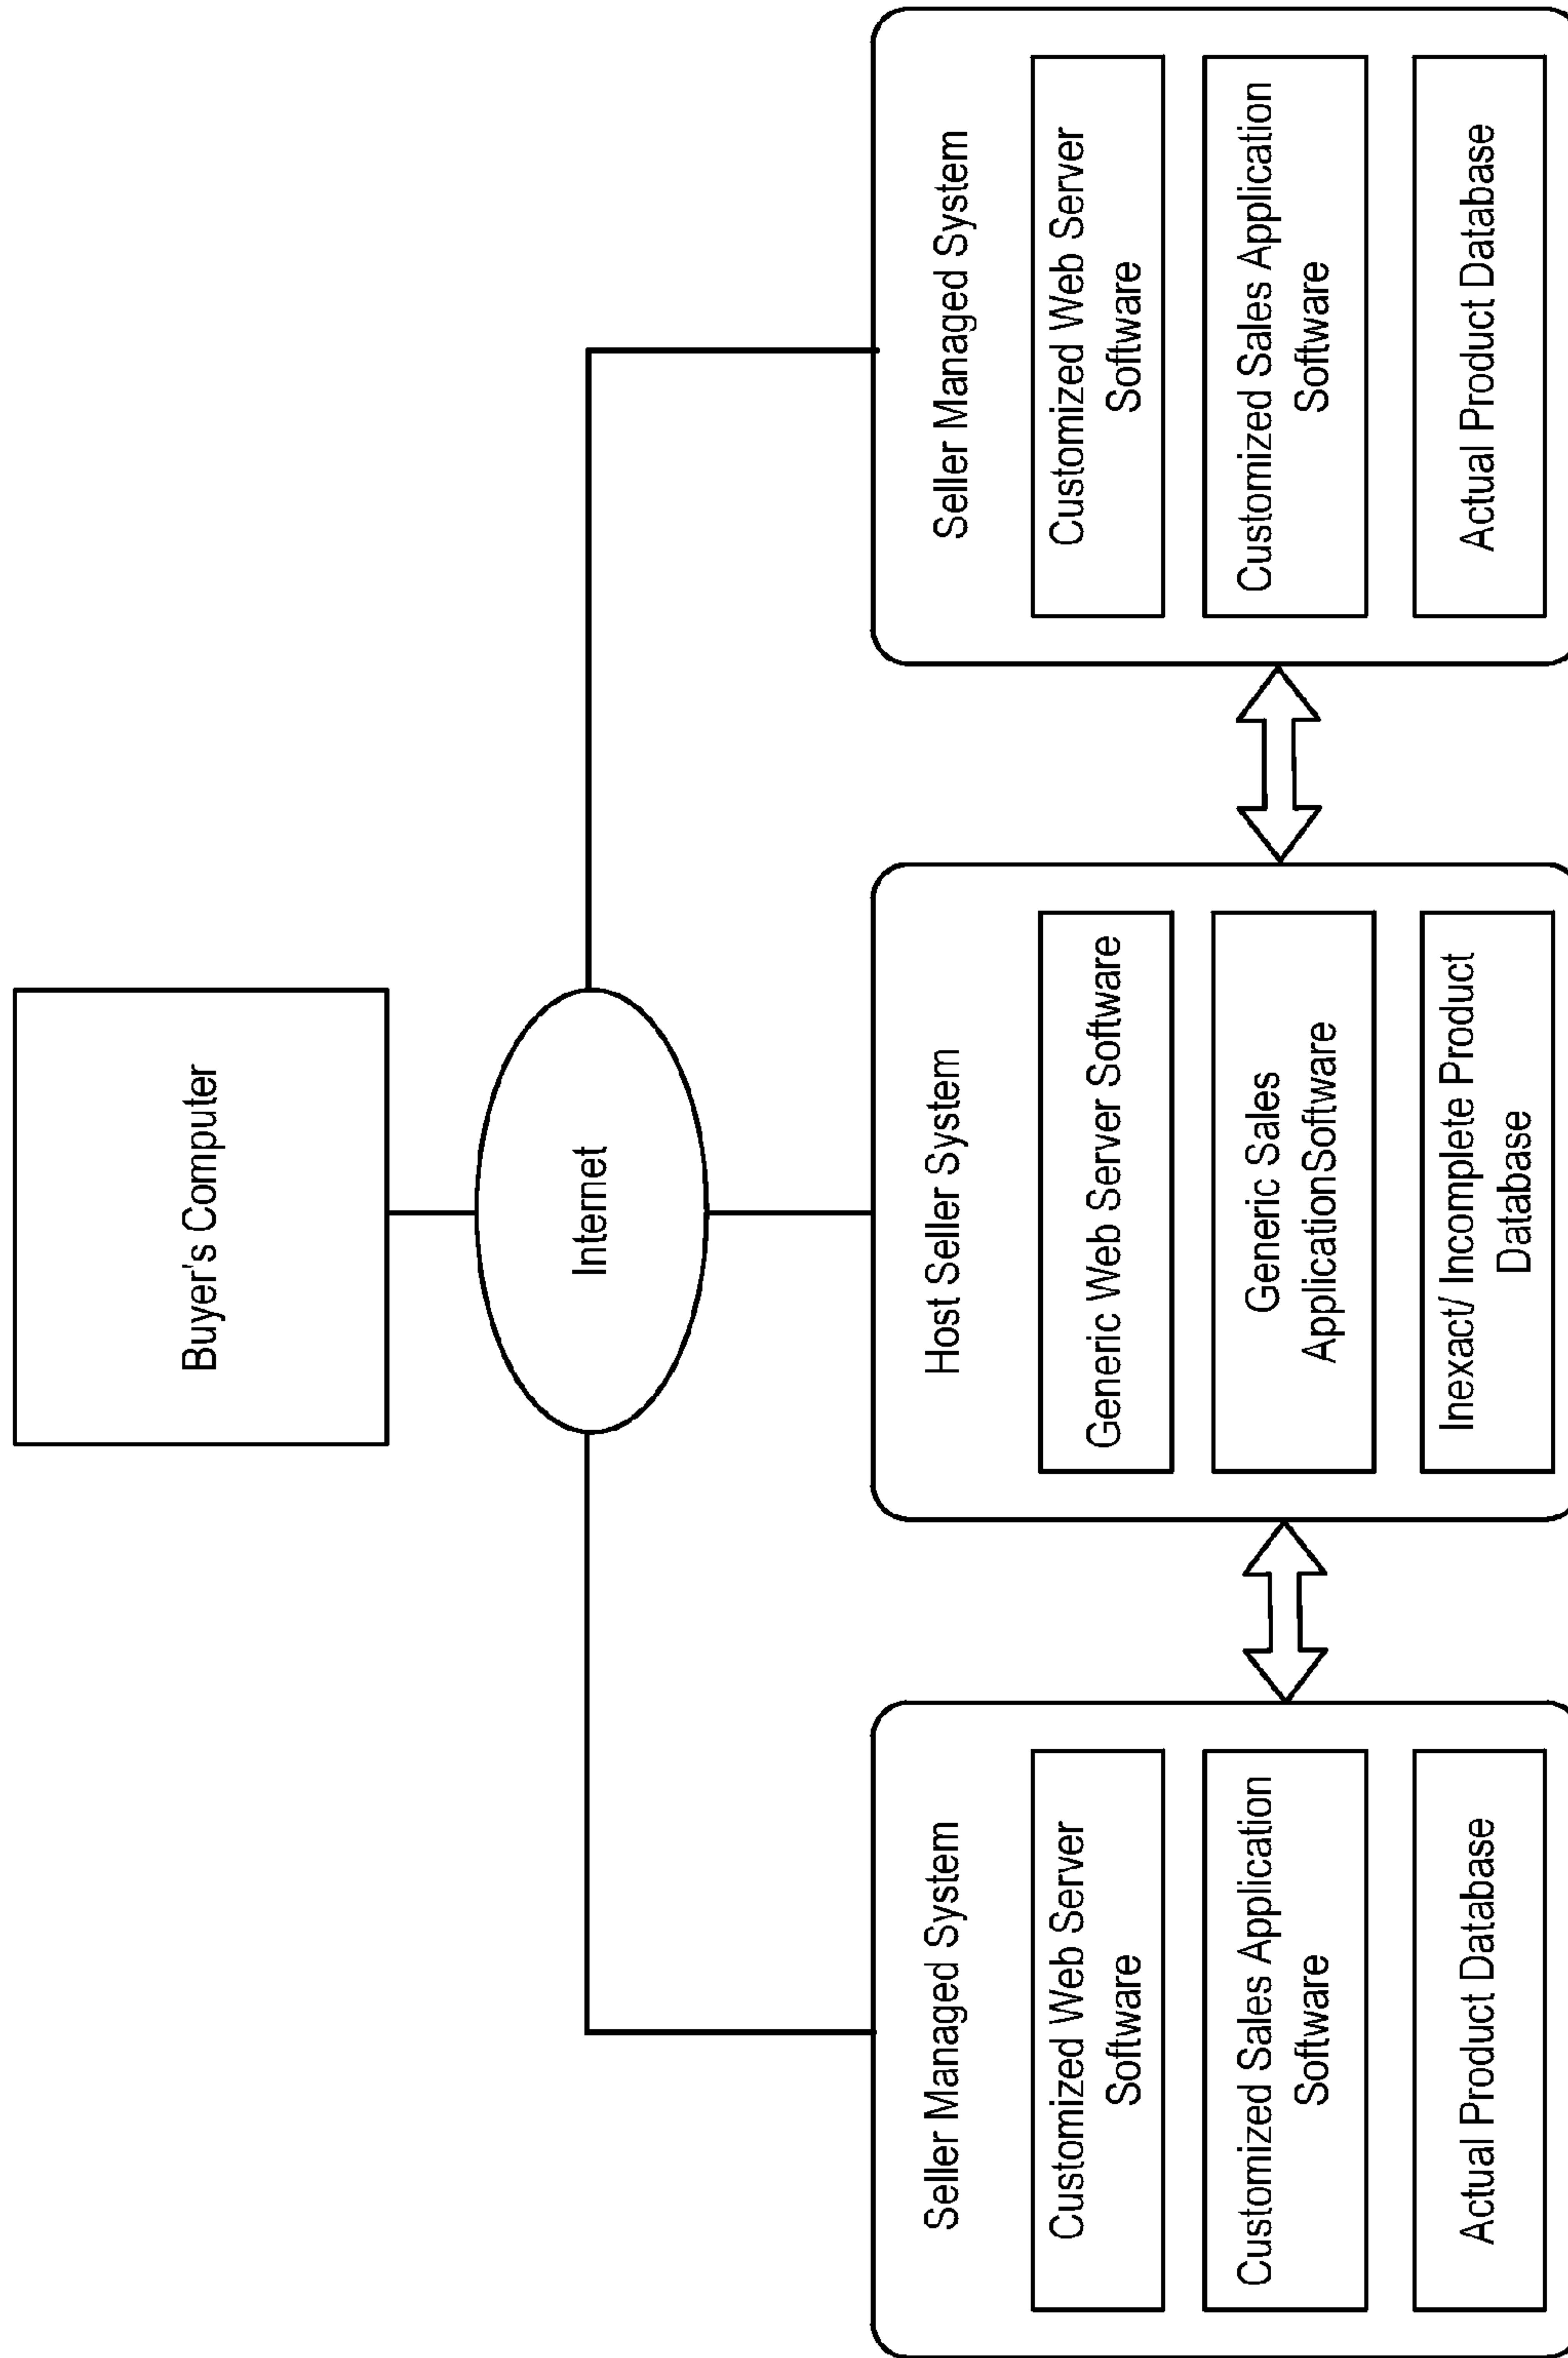 Buyer's Computer
Internet
Seller Managed System
Customized Web Server
Software
Customized Sales Application
Software
Actual Product Database
Host Seller System
Generic Web Server Software
Generic Sales
ApplicationSoftware
Inexact/ Incomplete Product
Database
Seller Managed System
Customized Web Server
Software
Customized Sales Application
Software
Actual Product Database